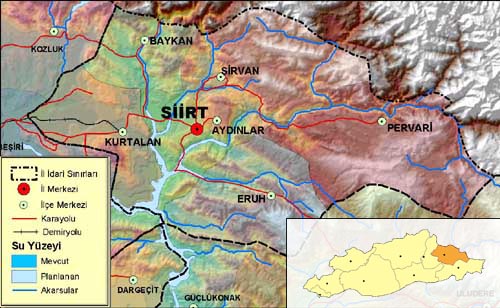 KOZLUK
BAYKAN
ŞİRVAN
SİİRT
AYDINLAR
PERVARİ
KURTALAN
BEŞİRİ
ERUH
DARGEÇİT
GÜÇLÜKONAK
ULUDERE
İl İdari Sınırları
İl Merkezi
İlçe Merkezi
Karayolu
Demiryolu
Su Yüzeyi
Mevcut
Planlanan
Akarsular